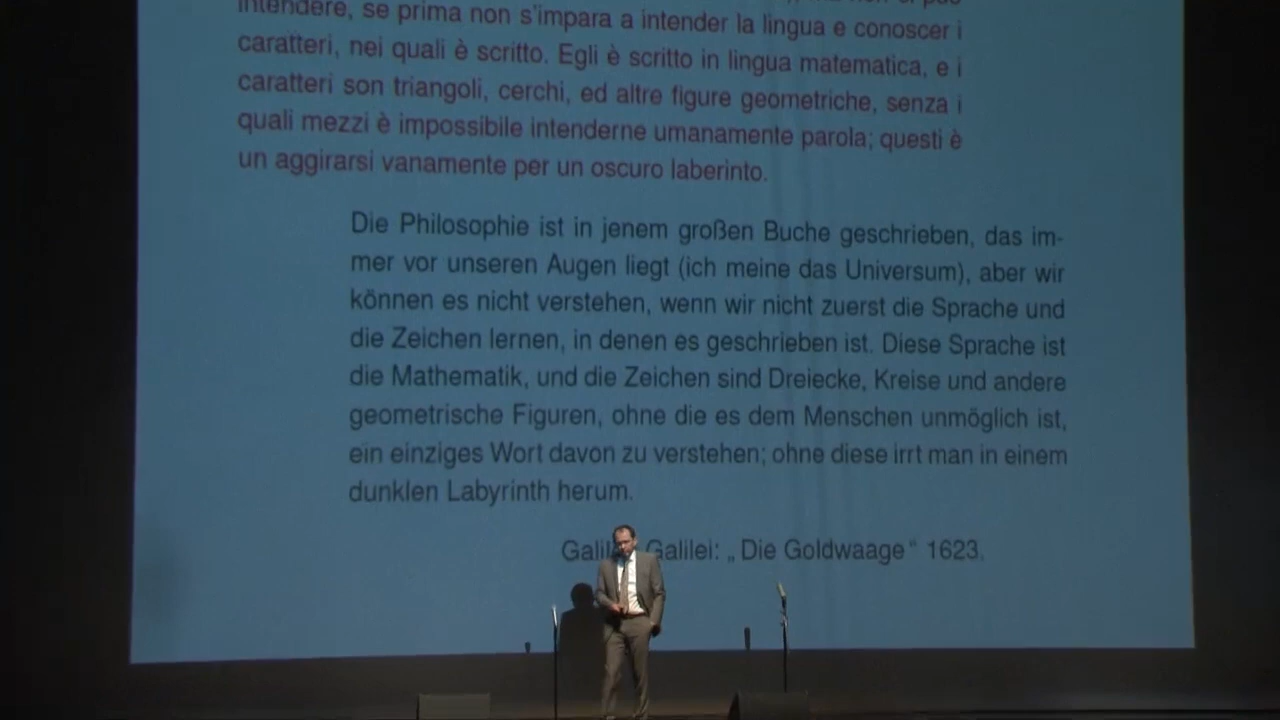 intendere, se prima non s'impara a intender la lingua e conoscer i
caratteri, nei quali è scritto. Egli è scritto in lingua matematica, e i
caratteri son triangoli, cerchi, ed altre figure geometriche, senza i
quali mezzi è impossibile intenderne umanamente parola; questi è
un aggirarsi vanamente per un oscuro laberinto.
Die Philosophie ist in jenem großen Buche geschrieben, das im-
mer vor unseren Augen liegt (ich meine das Universum), aber wir
können es nicht verstehen, wenn wir nicht zuerst die Sprache und
die Zeichen lernen, in denen es geschrieben ist. Diese Sprache ist
die Mathematik, und die Zeichen sind Dreiecke, Kreise und andere
geometrische Figuren, ohne die es dem Menschen unmöglich ist,
ein einziges Wort davon zu verstehen; ohne diese irrt man in einem
dunklen Labyrinth herum.
Galilei: „Die Goldwaage“ 1623.